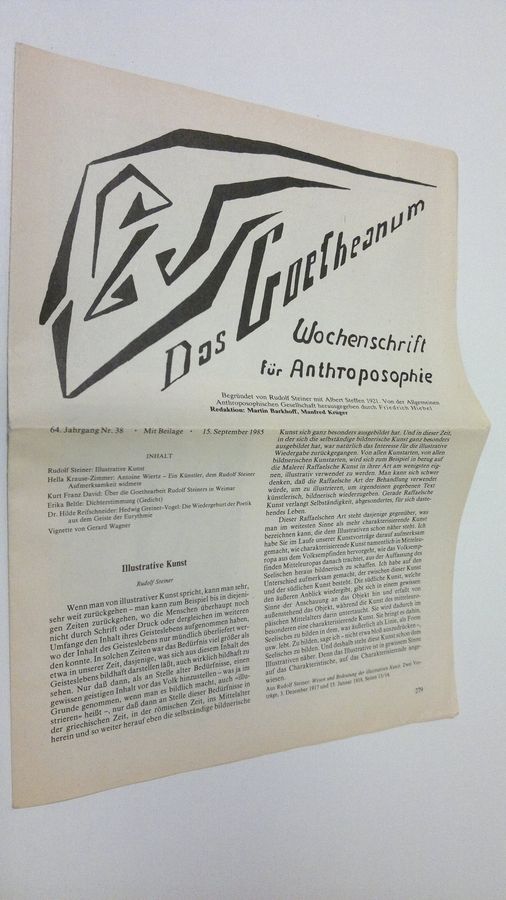 Das Goetheanum
Wochenschrift
für Anthroposophie
Begründet von Rudolf Steiner mit Albert Steffen 1921. Von der Allgemeinen
Anthroposophischen Gesellschaft herausgegeben durch Friedrich Hiebel
Redaktion: Martin Barkhoff, Manfred Krüger
64. Jahrgang Nr. 38 • Mit Beilage • 15. September 1985
INHALT
Rudolf Steiner: Illustrative Kunst
Hella Krause-Zimmer: Antoine Wiertz – Ein Künstler, dem Rudolf Steiner
Aufmerksamkeit widmete
Kurt Franz David: Über die Goethearbeit Rudolf Steiners in Weimar
Erika Beltle: Dichterstimmung (Gedicht)
Dr. Hilde Reifschneider: Hedwig Greiner-Vogel: Die Wiedergeburt der Poetik
aus dem Geiste der Eurythmie
Vignette von Gerard Wagner
Illustrative Kunst
Rudolf Steiner
Wenn man von illustrativer Kunst spricht, kann man sehr,
sehr weit zurückgehen – man kann zum Beispiel bis in diejeni-
gen Zeiten zurückgehen, wo die Menschen überhaupt noch
nicht durch Schrift oder Druck oder dergleichen im weiteren
Umfange den Inhalt ihres Geisteslebens aufgenommen haben,
wo der Inhalt des Geisteslebens nur mündlich überliefert wer-
den konnte. In solchen Zeiten war das Bedürfnis viel größer als
etwa in unserer Zeit, dasjenige, was sich aus diesem Inhalt des
Geisteslebens bildhaft darstellen läßt, auch wirklich bildhaft zu
sehen. Nur daß dann, als an Stelle alter Bedürfnisse, einen
gewissen geistigen Inhalt vor das Volk hinzustellen – was ja im
Grunde genommen, wenn man es bildlich macht, auch «illu-
strieren» heißt –, nur daß dann an Stelle dieser Bedürfnisse in
der griechischen Zeit, in der römischen Zeit, ins Mittelalter
herein und so weiter herauf eben die selbständige bildnerische
Kunst sich ganz besonders ausgebildet hat. Und in dieser Zeit,
in der sich die selbständige bildnerische Kunst ganz besonders
ausgebildet hat, war natürlich das Interesse für die illustrative
Wiedergabe zurückgegangen. Von allen Kunstarten, von allen
bildnerischen Kunstarten, wird sich zum Beispiel in bezug auf
die Malerei Raffaelsche Kunst in ihrer Art am wenigsten eig-
nen, illustrativ verwendet zu werden. Man kann sich schwer
denken, daß die Raffaelsche Art der Behandlung verwendet
würde, um zu illustrieren, um irgendeinen gegebenen Text
künstlerisch, bildnerisch wiederzugeben. Gerade Raffaelsche
Kunst verlangt Selbständigkeit, abgesondertes, für sich daste-
hendes Leben.
Dieser Raffaelschen Art steht dasjenige gegenüber, was
man im weitesten Sinne als mehr charakterisierende Kunst
bezeichnen kann, die dem Illustrativen schon näher steht. Ich
habe Sie im Laufe unserer Kunstvorträge darauf aufmerksam
gemacht, wie charakterisierende Kunst namentlich in Mitteleu-
ropa aus dem Volksempfinden hervorgeht, wie das Volksemp-
finden Mitteleuropas danach trachtet, aus der Auffassung des
Seelischen heraus bildnerisch zu schaffen. Ich habe auf den
Unterschied aufmerksam gemacht, der zwischen dieser Kunst
und der südlichen Kunst besteht. Die südliche Kunst, welche
den äußeren Anblick wiedergibt, gibt sich in einem gewissen
Sinne der Anschauung an das Objekt hin und erfaßt von
außenstehend das Objekt, während die Kunst des mitteleuro-
päischen Mittelalters darin untertaucht. Sie wird dadurch im
besonderen eine charakterisierende Kunst. Sie bringt es dahin,
Seelisches zu bilden in dem, was äußerlich als Linie, als Form
usw. lebt. Zu bilden, sage ich – nicht etwa bloß auszudrücken –,
Seelisches zu bilden. Und deshalb steht diese Kunst schon dem
Illustrativen näher. Denn das Illustrative ist in gewissem Sinne
auf das Charakteristische, auf das Charakterisierende ange-
wiesen.
Aus Rudolf Steiner: Wesen und Bedeutung der illustrativen Kunst. Zwei Vor-
träge, 3. Dezember 1917 und 15. Januar 1918, Seiten 13/14.
279